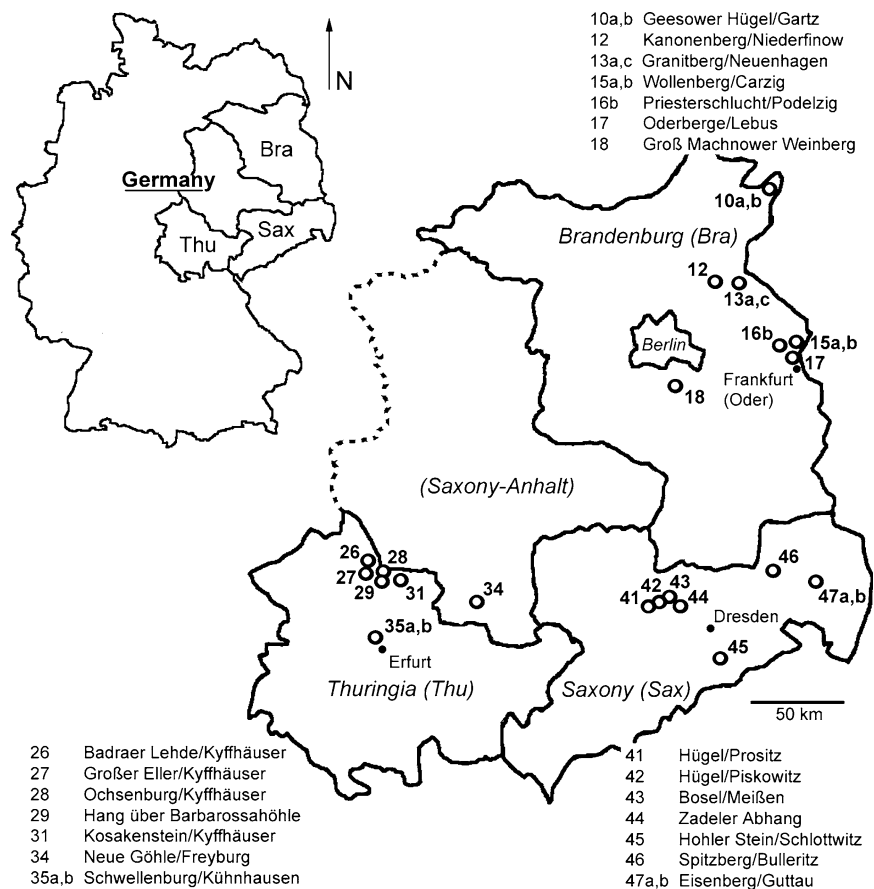 10a,b Geesower Hügel/Gartz
12 Kanonenberg/Niederfinow
13a,c Granitberg/Neuenhagen
15a,b Wollenberg/Carzig
16b Priesterschlucht/Podelzig
17 Oderberge/Lebus
18 Groß Machnower Weinberg
N
Bra
Germany
Thu
Sax
10a,b
Brandenburg (Bra)
12
13a,c
Berlin
16b
15a,b
17
Frankfurt
(Oder)
18
(Saxony-Anhalt)
26
28
27
29
31
34
35a,b
Erfurt
Thuringia (Thu)
43
42
41
44
46
47a,b
Dresden
45
Saxony (Sax)
50 km
26 Badraer Lehde/Kyffhäuser
27 Großer Eller/Kyffhäuser
28 Ochsenburg/Kyffhäuser
29 Hang über Barbarossahöhle
31 Kosakenstein/Kyffhäuser
34 Neue Göhle/Freyburg
35a,b Schwellenburg/Kühnhausen
41 Hügel/Prositz
42 Hügel/Piskowitz
43 Bosel/Meißen
44 Zadeler Abhang
45 Hohler Stein/Schlottwitz
46 Spitzberg/Bulleritz
47a,b Eisenberg/Guttau